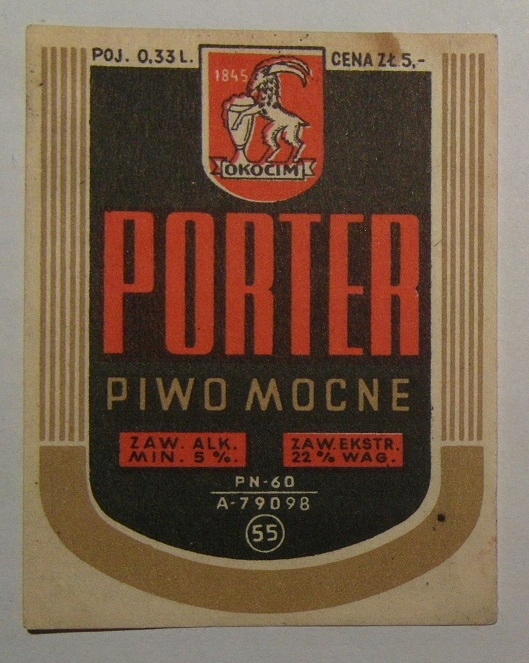 POJ. 0,33 L.
CENA ZŁ 5,-
1845
OKOCIM
PORTER
PIWO MOCNE
ZAW. ALK.
MIN. 5 %.
ZAW. EKSTR.
22 % WAG.
PN-60
A-79098
55